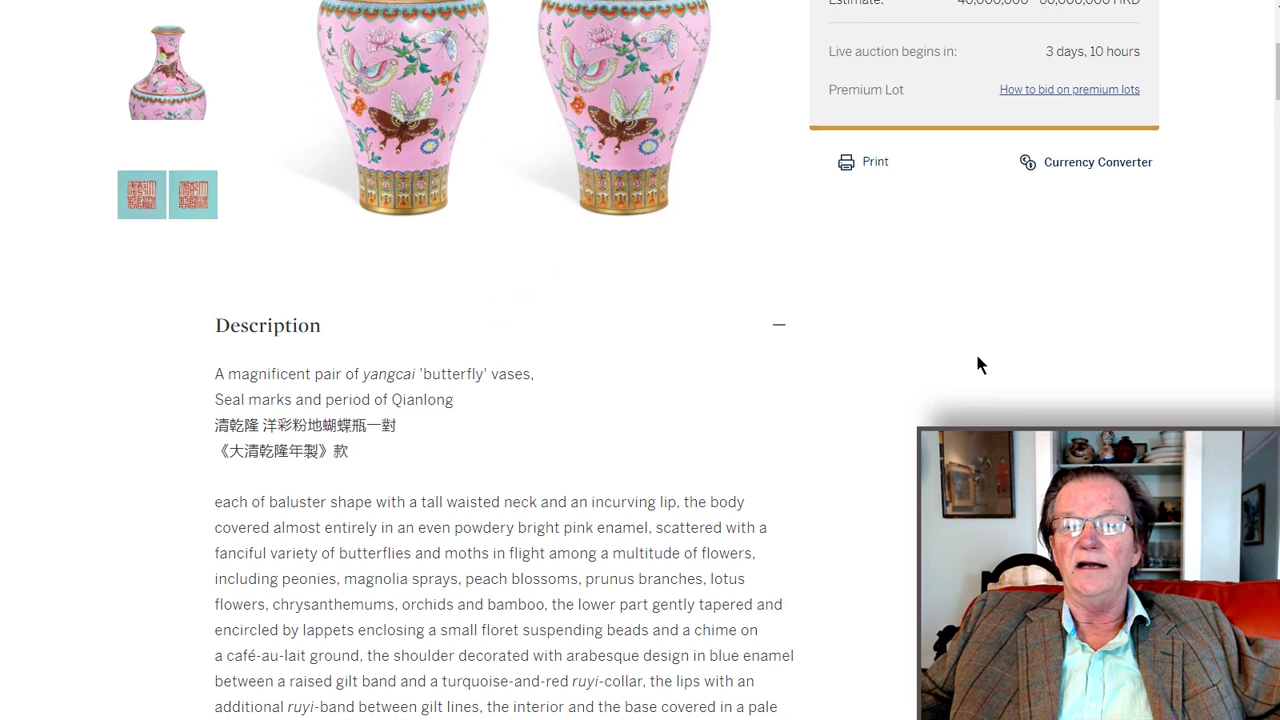 Estimate:
40,000,000 - 60,000,000 HKD
Live auction begins in:
3 days, 10 hours
Premium Lot
How to bid on premium lots
Print
Currency Converter
Description
A magnificent pair of yangcai 'butterfly' vases,
Seal marks and period of Qianlong
清乾隆 洋彩粉地蝴蝶瓶一對
《大清乾隆年製》款
each of baluster shape with a tall waisted neck and an incurving lip, the body
covered almost entirely in an even powdery bright pink enamel, scattered with a
fanciful variety of butterflies and moths in flight among a multitude of flowers,
including peonies, magnolia sprays, peach blossoms, prunus branches, lotus
flowers, chrysanthemums, orchids and bamboo, the lower part gently tapered and
encircled by lappets enclosing a small floret suspending beads and a chime on
a café-au-lait ground, the shoulder decorated with arabesque design in blue enamel
between a raised gilt band and a turquoise-and-red ruyi-collar, the lips with an
additional ruyi-band between gilt lines, the interior and the base covered in a pale